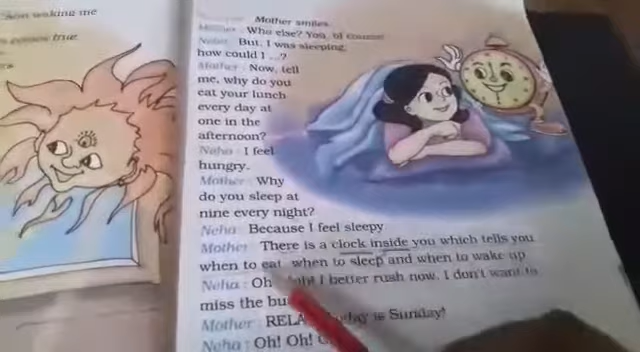 waking me
Mother smiles.
Mother : Who else? You, of course
Neha : But, I was sleeping,
how could I ...?
Mother : Now, tell
me, why do you
eat your lunch
every day at
one in the
afternoon?
Neha : I feel
hungry.
Mother : Why
do you sleep at
nine every night?
Neha : Because I feel sleepy
Mother : There is a clock inside you which tells you
when to eat, when to sleep and when to wake up
Neha : Oh I better rush now. I don't want to
miss the
Mother : is Sunday!
Neha : Oh! Oh!